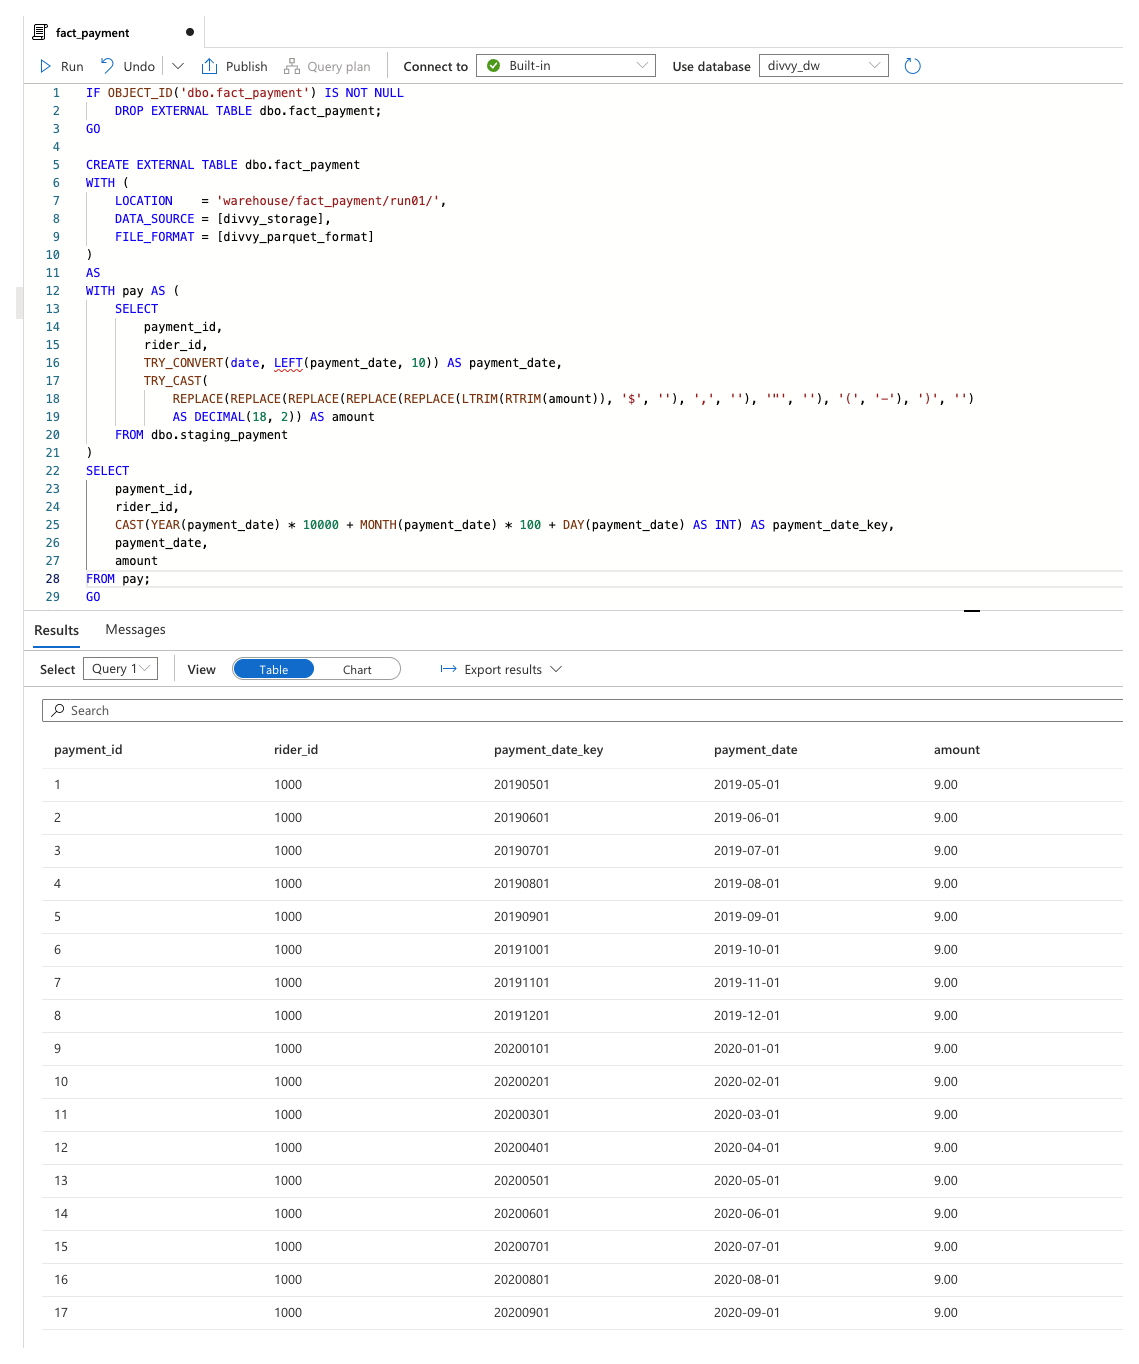 fact_payment
Run Undo Publish Query plan Connect to Built-in Use database divvy_dw
1 IF OBJECT_ID('dbo.fact_payment') IS NOT NULL
2 DROP EXTERNAL TABLE dbo.fact_payment;
3 GO
4
5 CREATE EXTERNAL TABLE dbo.fact_payment
6 WITH (
7 LOCATION = 'warehouse/fact_payment/run01/',
8 DATA_SOURCE = [divvy_storage],
9 FILE_FORMAT = [divvy_parquet_format]
10 )
11 AS
12 WITH pay AS (
13 SELECT
14 payment_id,
15 rider_id,
16 TRY_CONVERT(date, LEFT(payment_date, 10)) AS payment_date,
17 TRY_CAST(
18 REPLACE(REPLACE(REPLACE(REPLACE(REPLACE(LTRIM(RTRIM(amount)), '$', ''), ',', ''), '"', ''), '(', '-'), ')', '')
19 AS DECIMAL(18, 2)) AS amount
20 FROM dbo.staging_payment
21 )
22 SELECT
23 payment_id,
24 rider_id,
25 CAST(YEAR(payment_date) * 10000 + MONTH(payment_date) * 100 + DAY(payment_date) AS INT) AS payment_date_key,
26 payment_date,
27 amount
28 FROM pay;
29 GO
Results Messages
Select Query 1 View Table Chart Export results
Search
payment_id rider_id payment_date_key payment_date amount
1 1000 20190501 2019-05-01 9.00
2 1000 20190601 2019-06-01 9.00
3 1000 20190701 2019-07-01 9.00
4 1000 20190801 2019-08-01 9.00
5 1000 20190901 2019-09-01 9.00
6 1000 20191001 2019-10-01 9.00
7 1000 20191101 2019-11-01 9.00
8 1000 20191201 2019-12-01 9.00
9 1000 20200101 2020-01-01 9.00
10 1000 20200201 2020-02-01 9.00
11 1000 20200301 2020-03-01 9.00
12 1000 20200401 2020-04-01 9.00
13 1000 20200501 2020-05-01 9.00
14 1000 20200601 2020-06-01 9.00
15 1000 20200701 2020-07-01 9.00
16 1000 20200801 2020-08-01 9.00
17 1000 20200901 2020-09-01 9.00